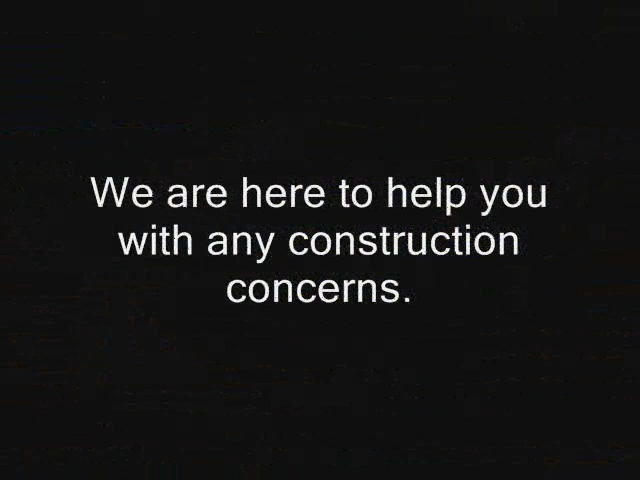 We are here to help you
with any construction
concerns.